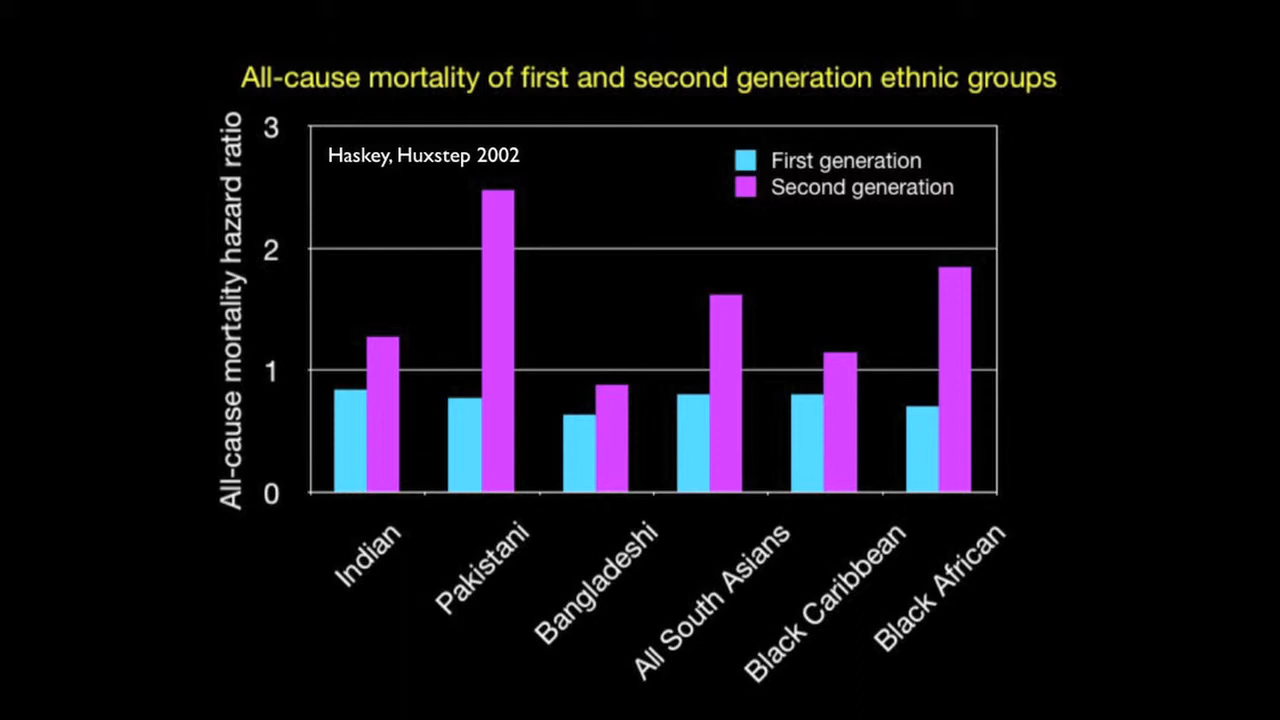 All-cause mortality of first and second generation ethnic groups
All-cause mortality hazard ratio
3
2
1
0
Haskey, Huxstep 2002
First generation
Second generation
Indian
Pakistani
Bangladeshi
All South Asians
Black Caribbean
Black African